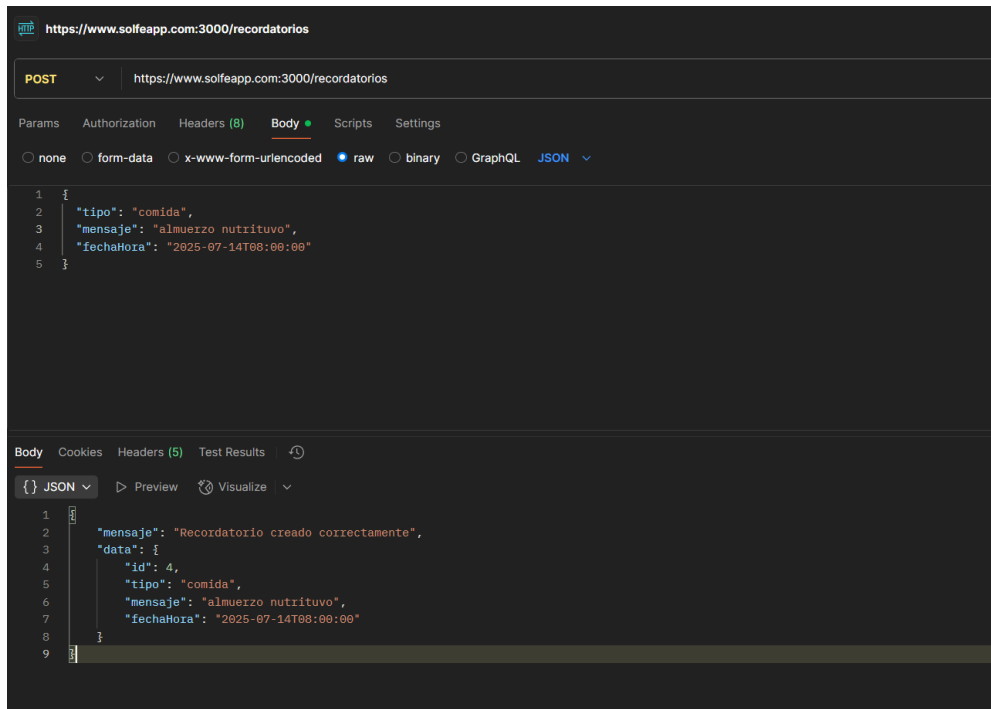 HTTP https://www.solfeapp.com:3000/recordatorios
POST https://www.solfeapp.com:3000/recordatorios
Params Authorization Headers (8) Body Scripts Settings
none form-data x-www-form-urlencoded raw binary GraphQL JSON
1 {
2 "tipo": "comida",
3 "mensaje": "almuerzo nutrituvo",
4 "fechaHora": "2025-07-14T08:00:00"
5 }
Body Cookies Headers (5) Test Results
{} JSON Preview Visualize
1 {
2 "mensaje": "Recordatorio creado correctamente",
3 "data": {
4 "id": 4,
5 "tipo": "comida",
6 "mensaje": "almuerzo nutrituvo",
7 "fechaHora": "2025-07-14T08:00:00"
8 }
9 }